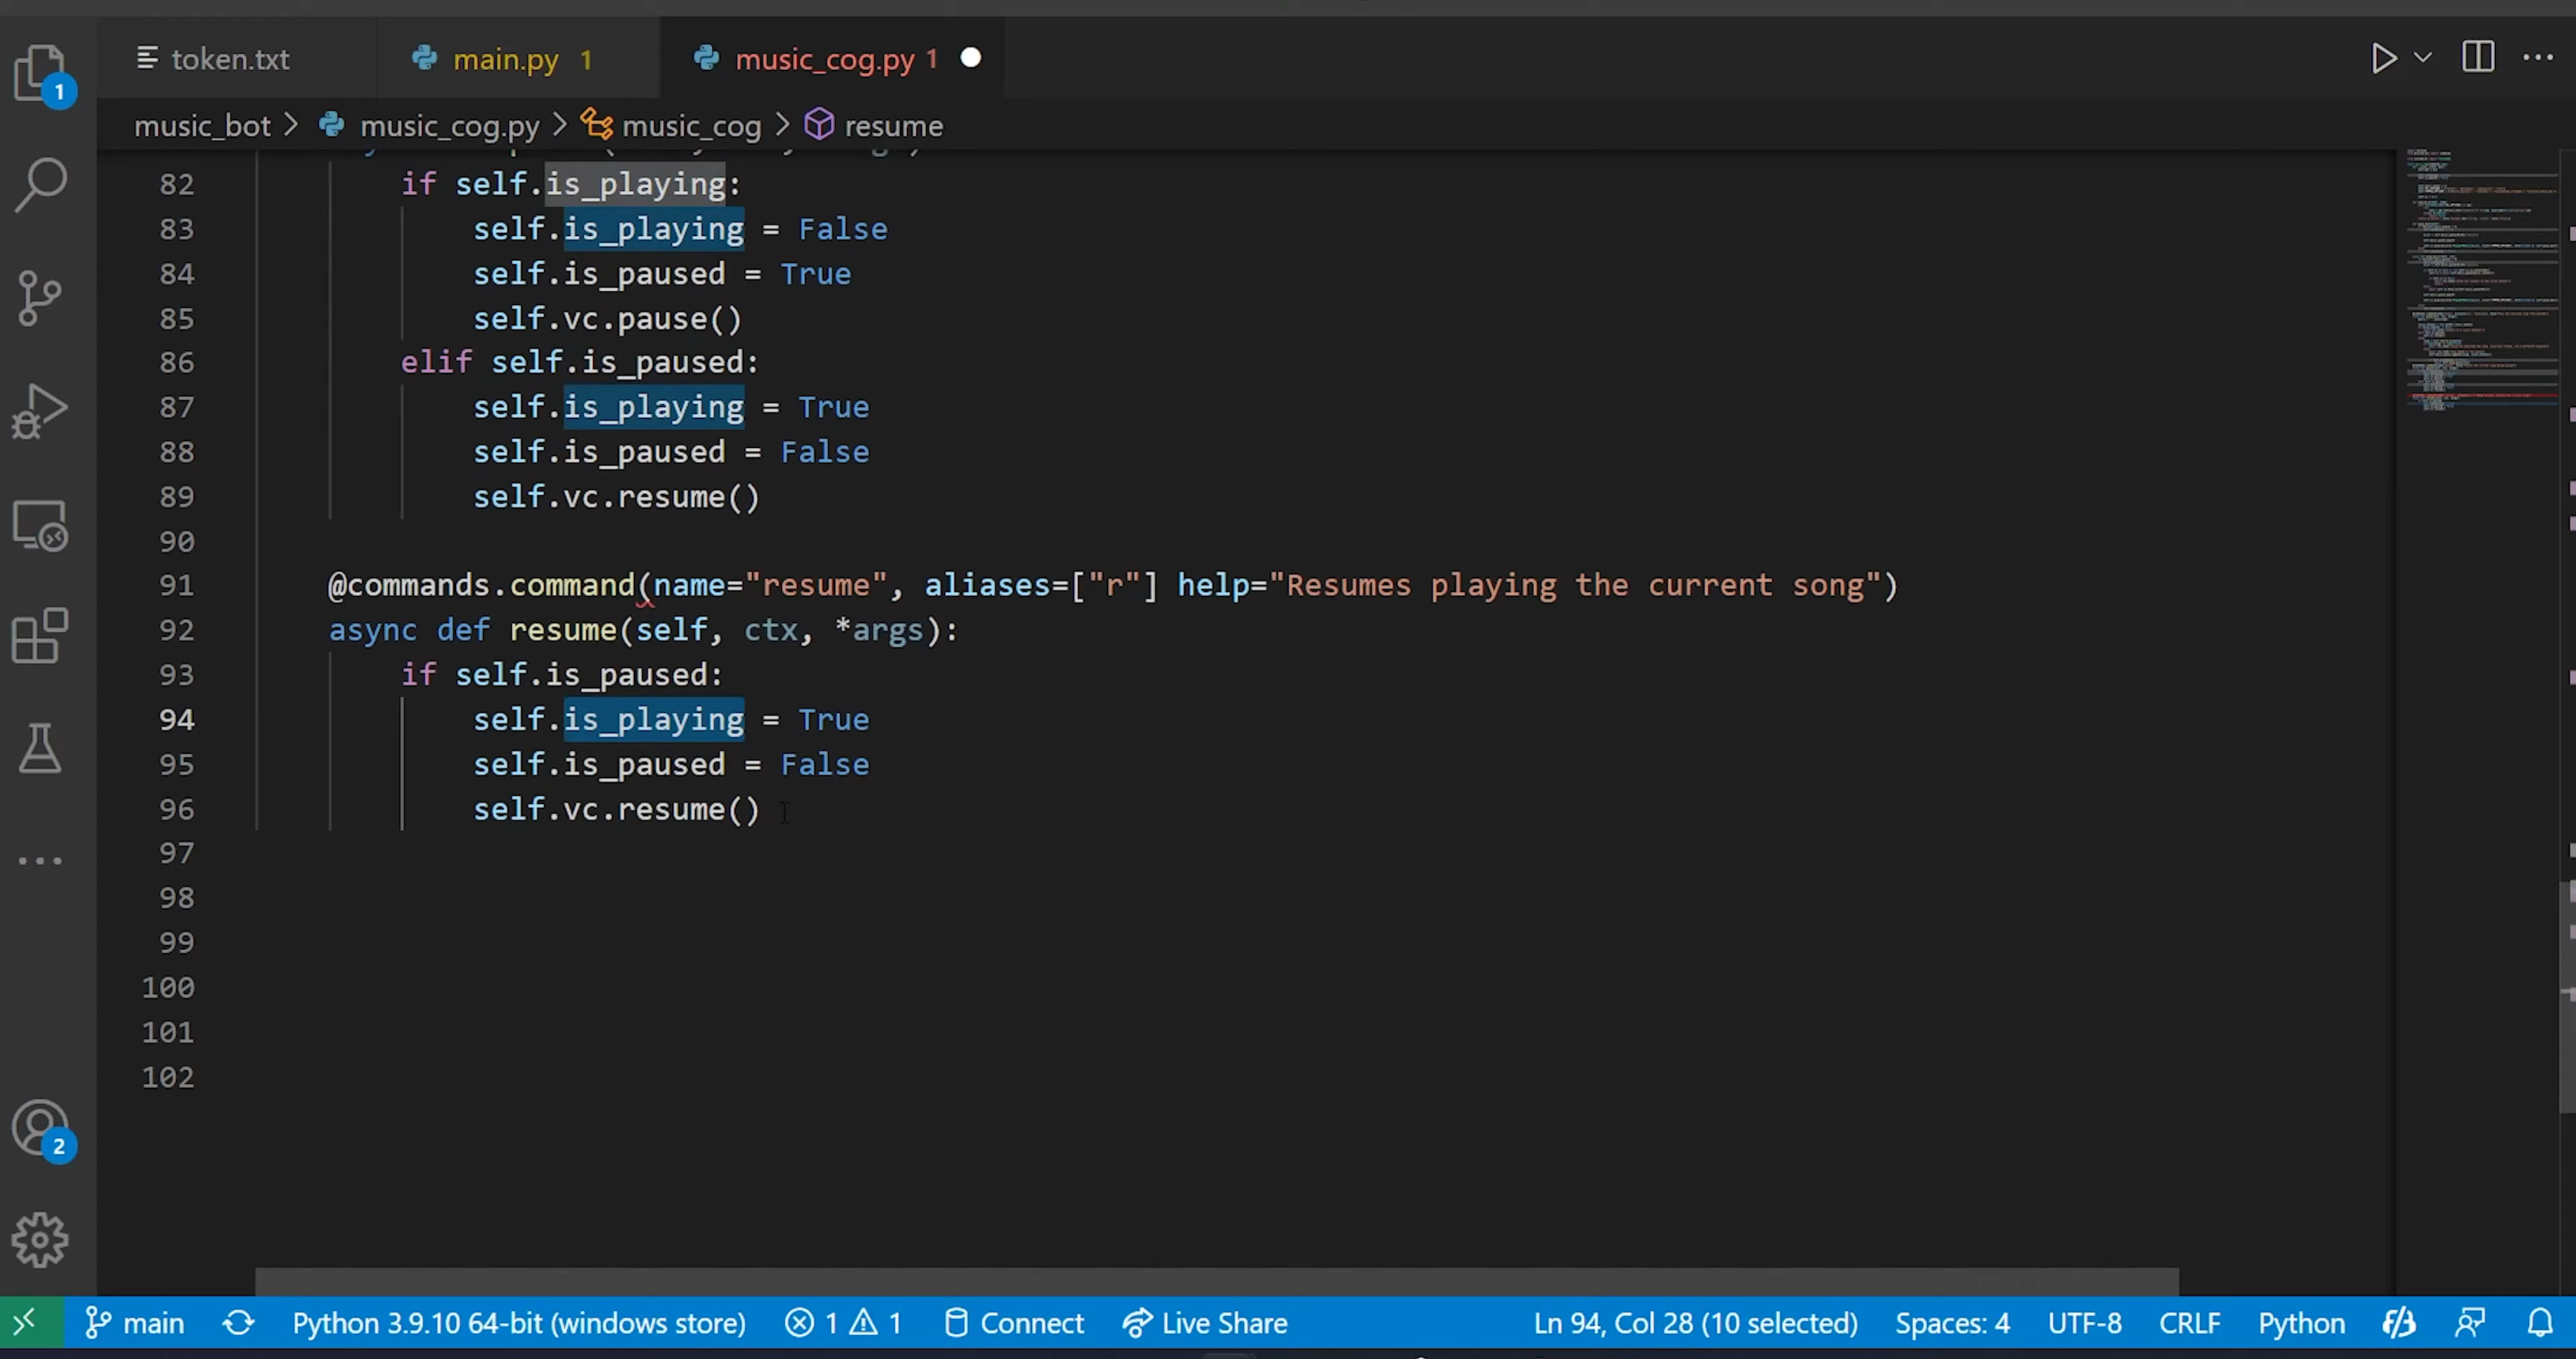 token.txt
main.py 1
music_cog.py 1
1
music_bot > music_cog.py > music_cog > resume
82 if self.is_playing:
83 self.is_playing = False
84 self.is_paused = True
85 self.vc.pause()
86 elif self.is_paused:
87 self.is_playing = True
88 self.is_paused = False
89 self.vc.resume()
90
91 @commands.command(name="resume", aliases=["r"] help="Resumes playing the current song")
92 async def resume(self, ctx, *args):
93 if self.is_paused:
94 self.is_playing = True
95 self.is_paused = False
96 self.vc.resume()
97
98
99
100
101
102
2
main Python 3.9.10 64-bit (windows store) 1 1 Connect Live Share Ln 94, Col 28 (10 selected) Spaces: 4 UTF-8 CRLF Python